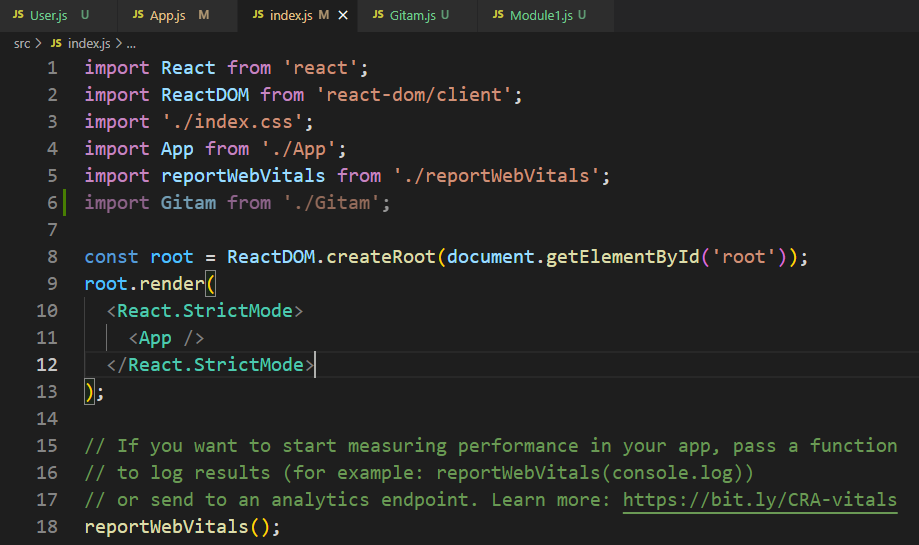 JS User.js U JS App.js M JS index.js M × JS Gitam.js U JS Module1.js U
src > JS index.js > ...
1 import React from 'react';
2 import ReactDOM from 'react-dom/client';
3 import './index.css';
4 import App from './App';
5 import reportWebVitals from './reportWebVitals';
6 import Gitam from './Gitam';
7
8 const root = ReactDOM.createRoot(document.getElementById('root'));
9 root.render(
10 <React.StrictMode>
11 <App />
12 </React.StrictMode>
13 );
14
15 // If you want to start measuring performance in your app, pass a function
16 // to log results (for example: reportWebVitals(console.log))
17 // or send to an analytics endpoint. Learn more: https://bit.ly/CRA-vitals
18 reportWebVitals();